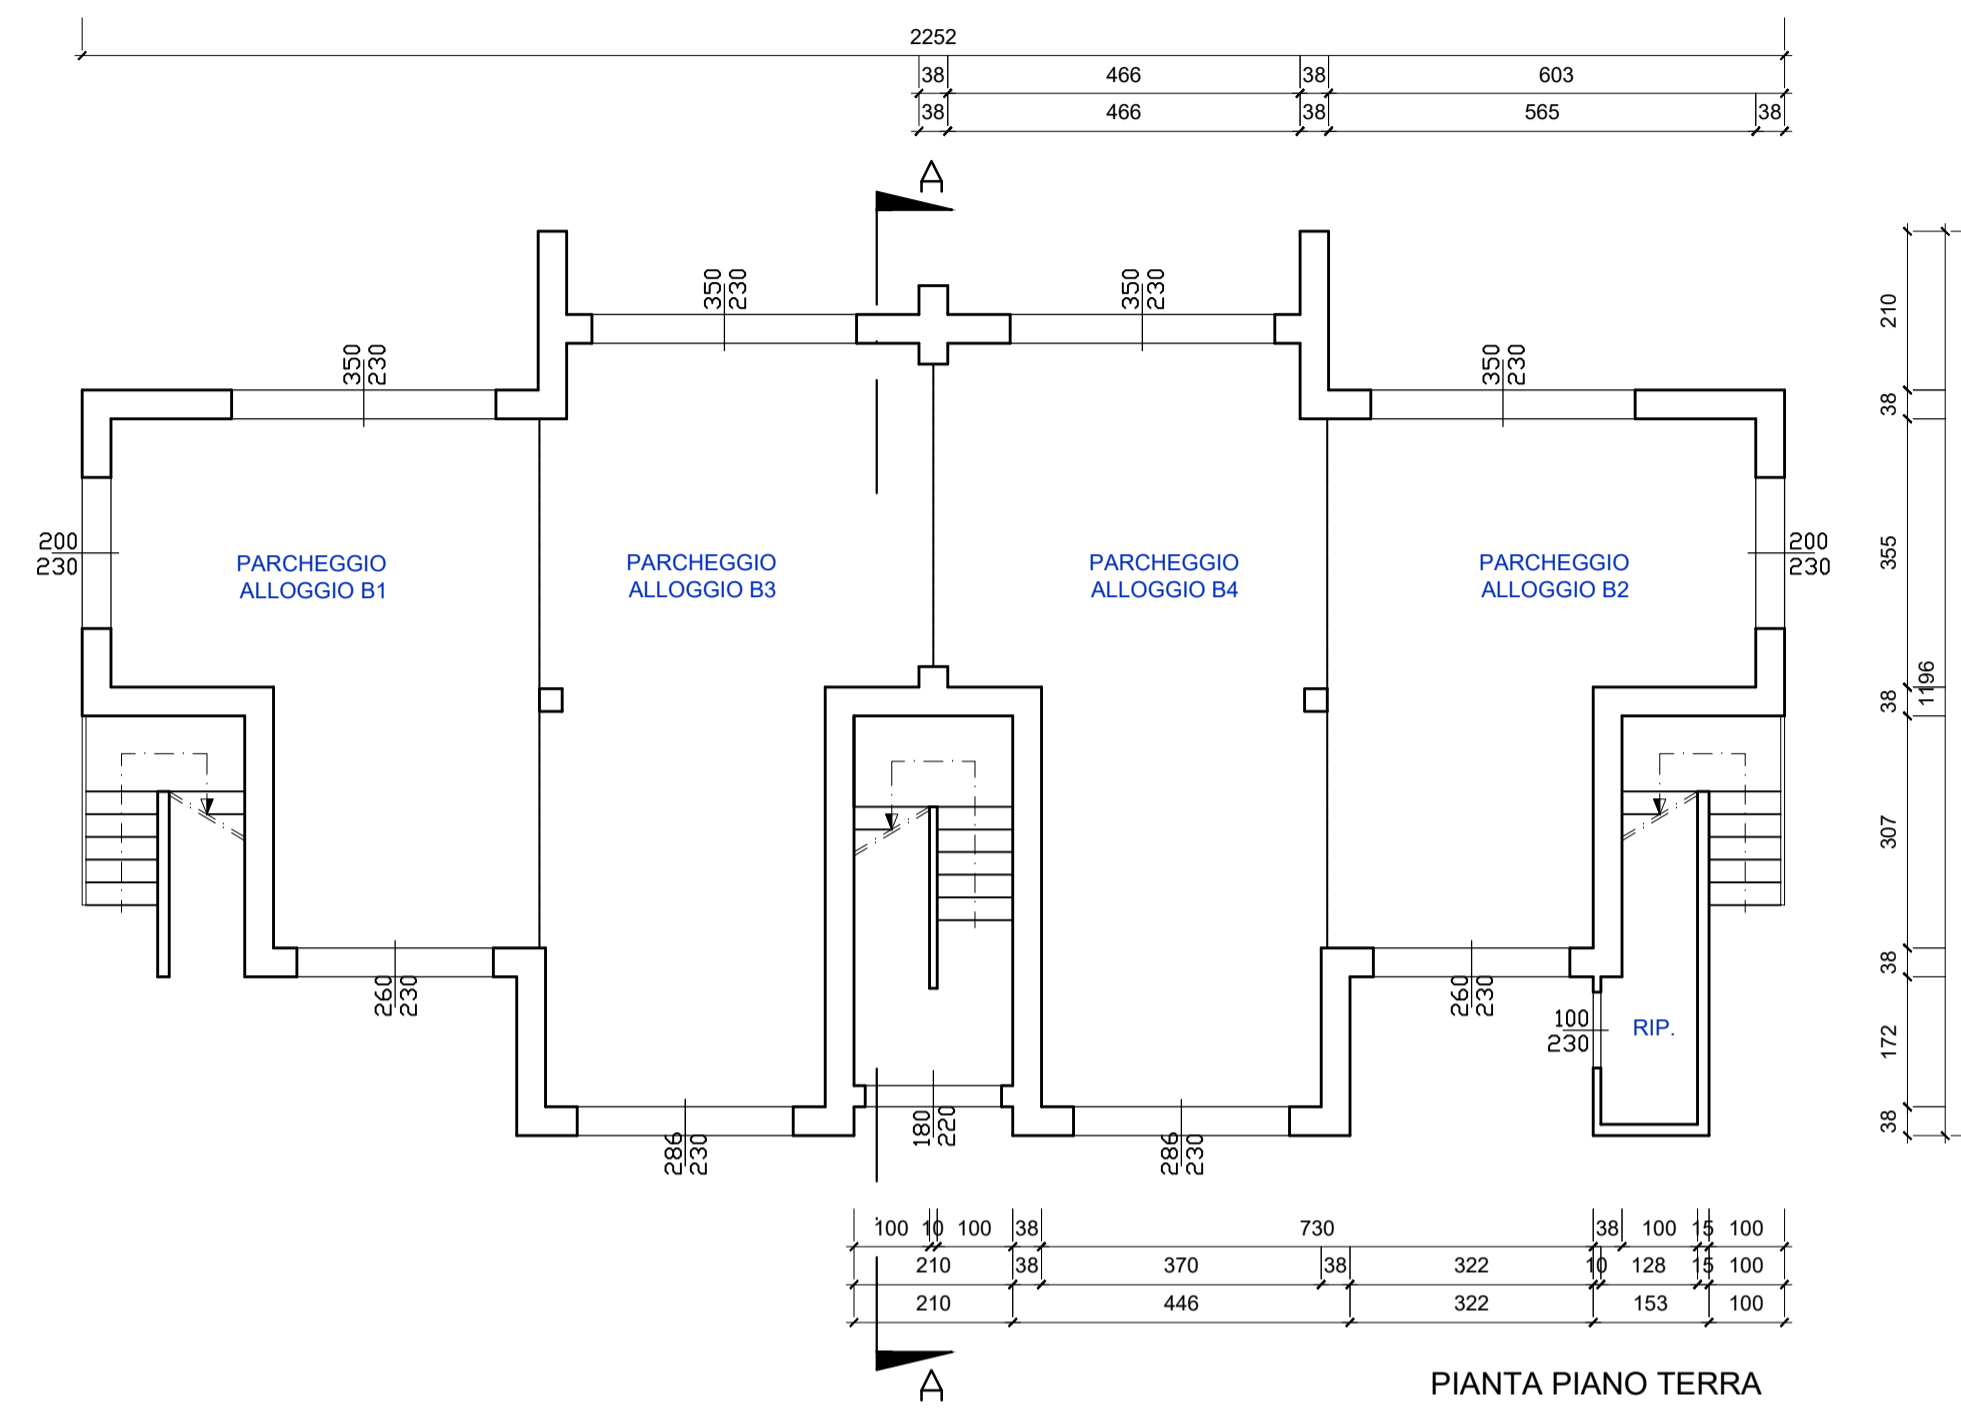 2252
38 466 38 603
38 466 38 565 38
A
350 230
350 230
350 230
350 230
210
38
355
38
1196
307
38
172
38
200
230
PARCHEGGIO
ALLOGGIO B1
PARCHEGGIO
ALLOGGIO B3
PARCHEGGIO
ALLOGGIO B4
PARCHEGGIO
ALLOGGIO B2
200
230
260 230
260 230
100
230
RIP.
286 230
180 220
286 230
100 10 100 38 730 38 100 15 100
210 38 370 38 322 10 128 15 100
210 446 322 153 100
A
PIANTA PIANO TERRA